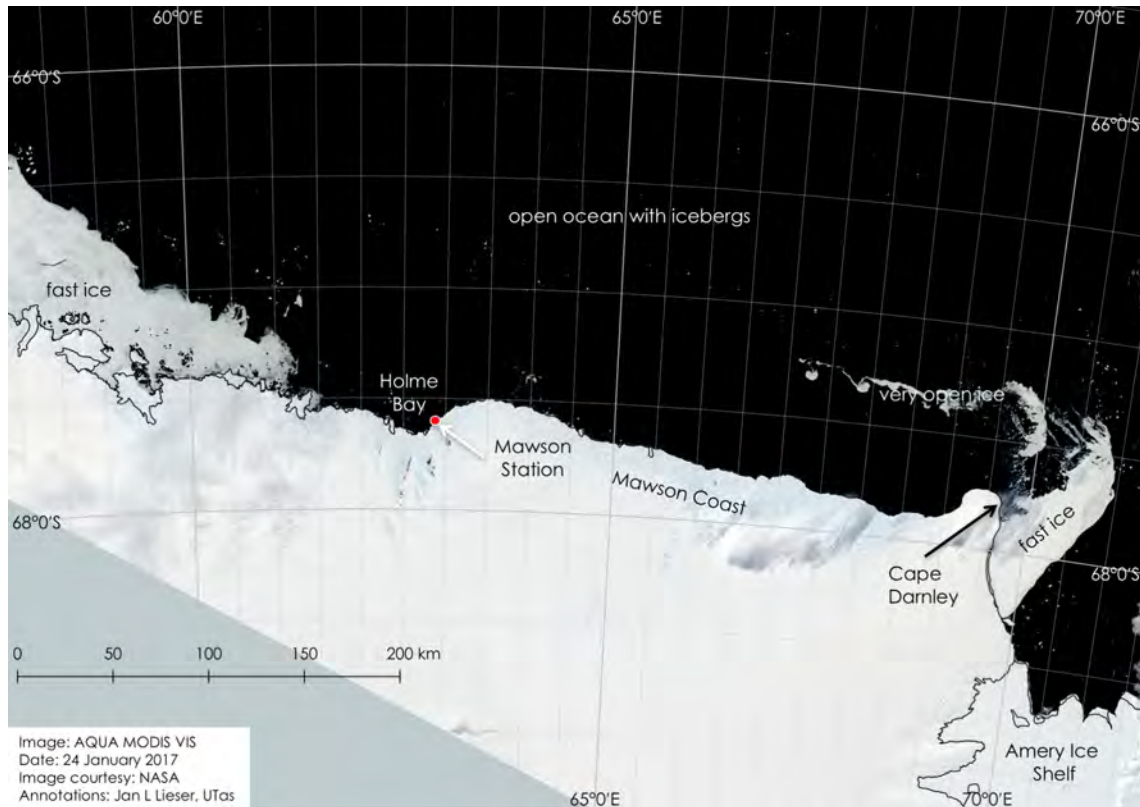 60°0'E
65°0'E
70°0'E
66°0'S
66°0'S
open ocean with icebergs
fast ice
Holme
Bay
very open ice
Mawson
Station
Mawson Coast
fast ice
68°0'S
68°0'S
Cape
Darnley
0 50 100 150 200 km
Image: AQUA MODIS VIS
Date: 24 January 2017
Image courtesy: NASA
Annotations: Jan L Lieser, UTas
Amery Ice
Shelf
65°0'E
70°0'E